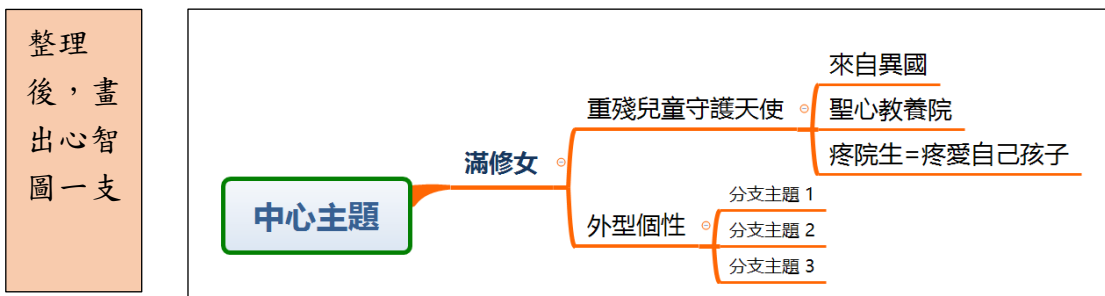 整理
後，畫
出心智
圖一支
中心主題
滿修女
重殘兒童守護天使
來自異國
聖心教養院
疼院生=疼愛自己孩子
外型個性
分支主題 1
分支主題 2
分支主題 3